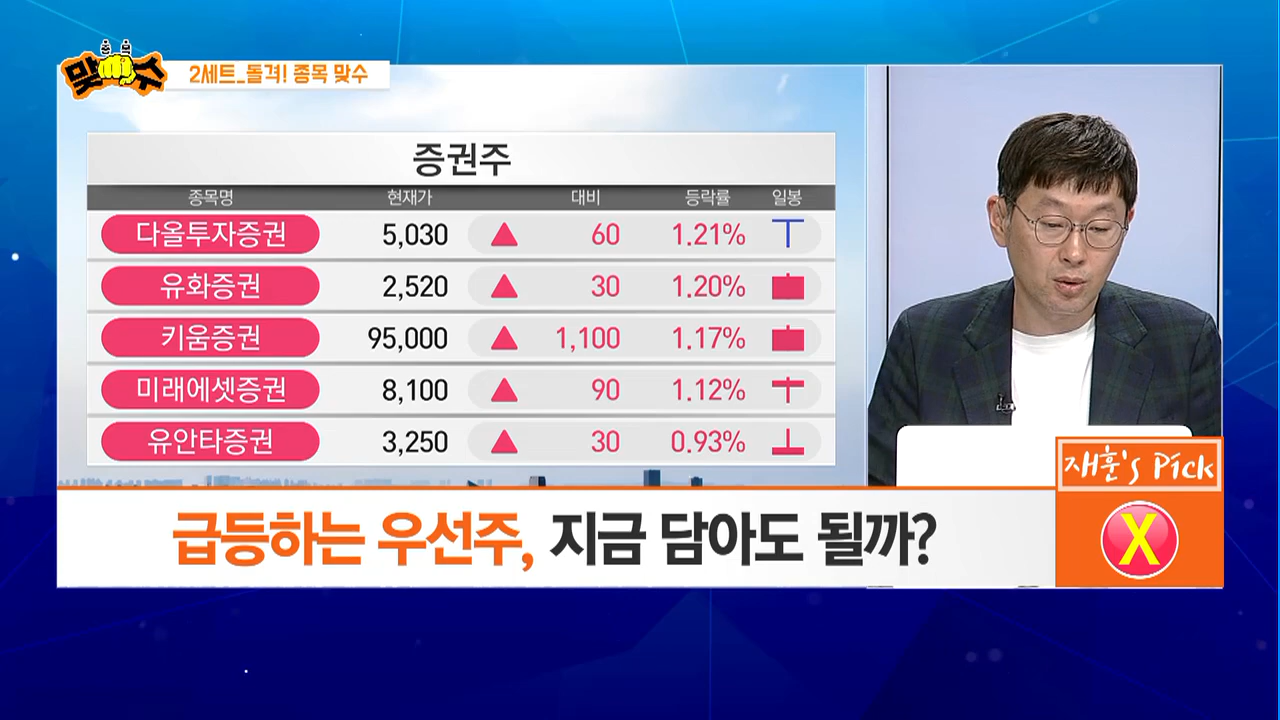 종목
맞수
2세트_돌격! 종목 맞수
증권주
종목명 현재가 대비 등락률 일봉
다올투자증권 5,030 ▲ 60 1.21%
유화증권 2,520 ▲ 30 1.20%
키움증권 95,000 ▲ 1,100 1.17%
미래에셋증권 8,100 ▲ 90 1.12%
유안타증권 3,250 ▲ 30 0.93%
재훈's Pick
급등하는 우선주, 지금 담아도 될까?
X